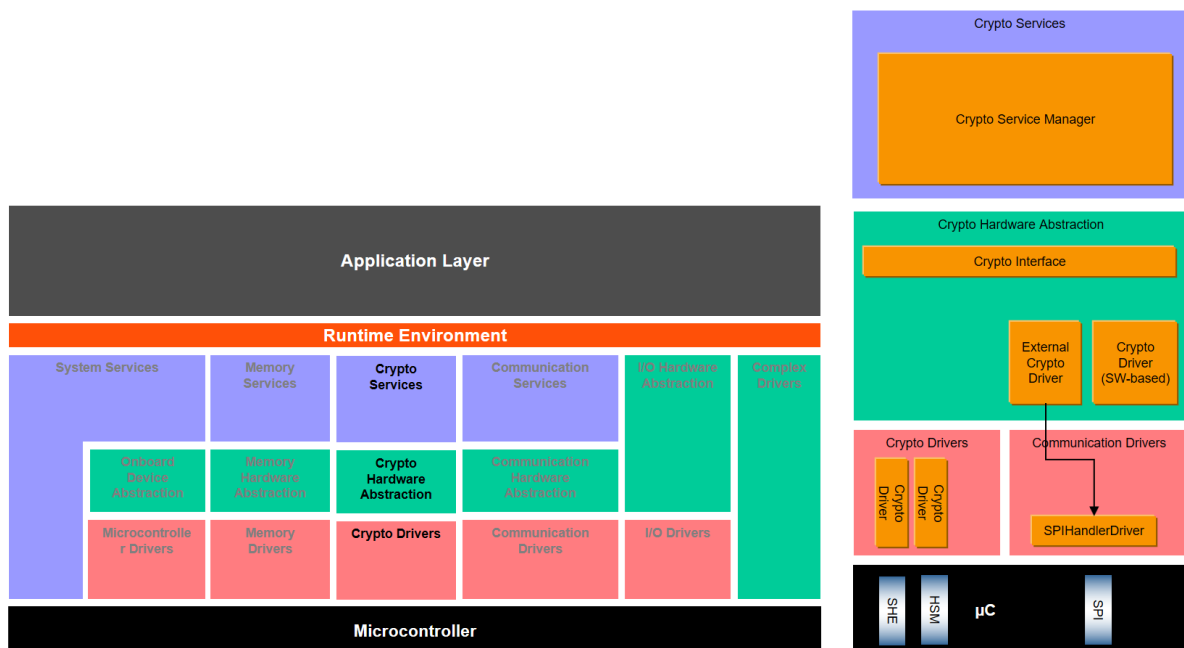 Application Layer
Runtime Environment
System Services
Memory
Services
Crypto
Services
Communication
Services
I/O Hardware
Abstraction
Complex
Drivers
Onboard
Device
Abstraction
Memory
Hardware
Abstraction
Crypto
Hardware
Abstraction
Communication
Hardware
Abstraction
Microcontrolle
r Drivers
Memory
Drivers
Crypto Drivers
Communication
Drivers
I/O Drivers
Microcontroller
Crypto Services
Crypto Service Manager
Crypto Hardware Abstraction
Crypto Interface
External
Crypto
Driver
Crypto
Driver
(SW-based)
Crypto Drivers
Crypto
Driver
Crypto
Driver
Communication Drivers
SPIHandlerDriver
SHE
HSM
µC
SPI